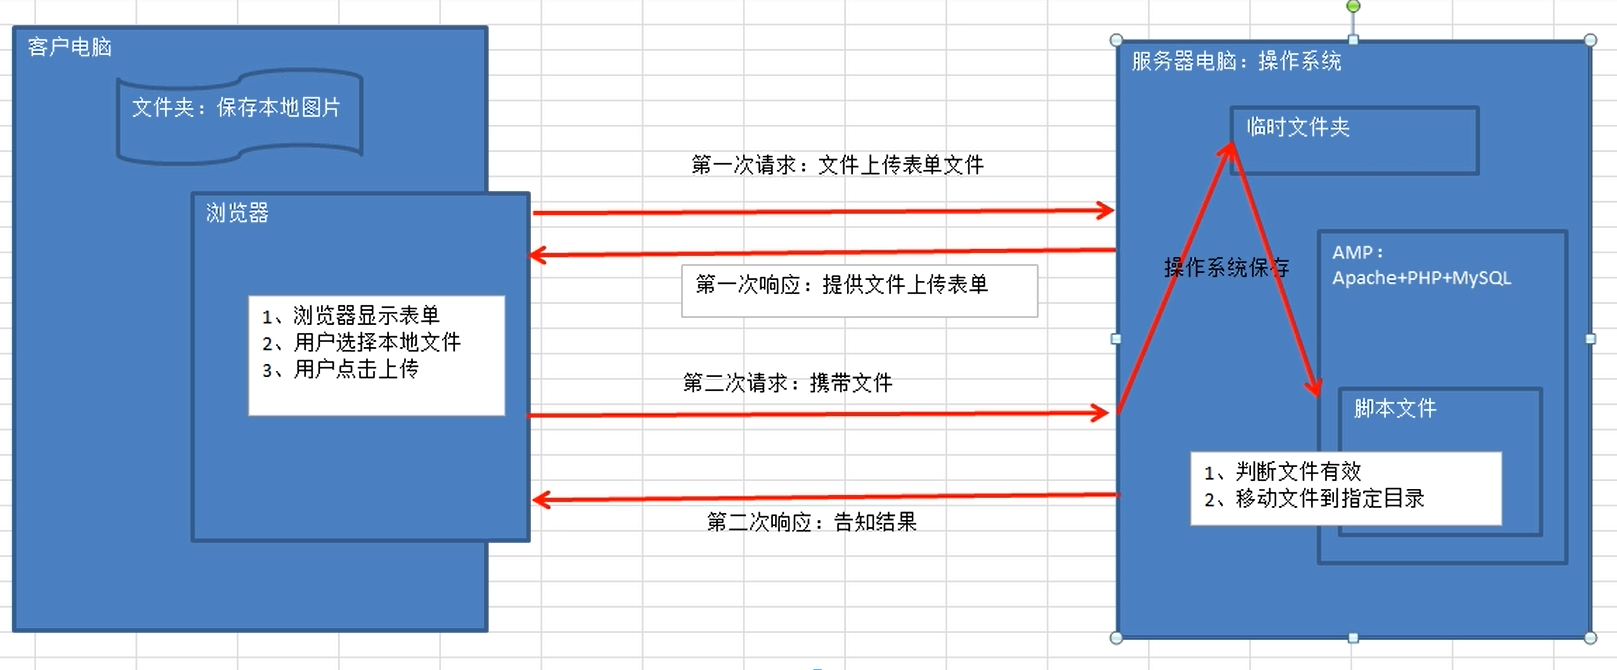 客户电脑
文件夹：保存本地图片
浏览器
1、浏览器显示表单
2、用户选择本地文件
3、用户点击上传
第一次请求：文件上传表单文件
第一次响应：提供文件上传表单
第二次请求：携带文件
第二次响应：告知结果
服务器电脑：操作系统
临时文件夹
操作系统保存
AMP：
Apache+PHP+MySQL
脚本文件
1、判断文件有效
2、移动文件到指定目录